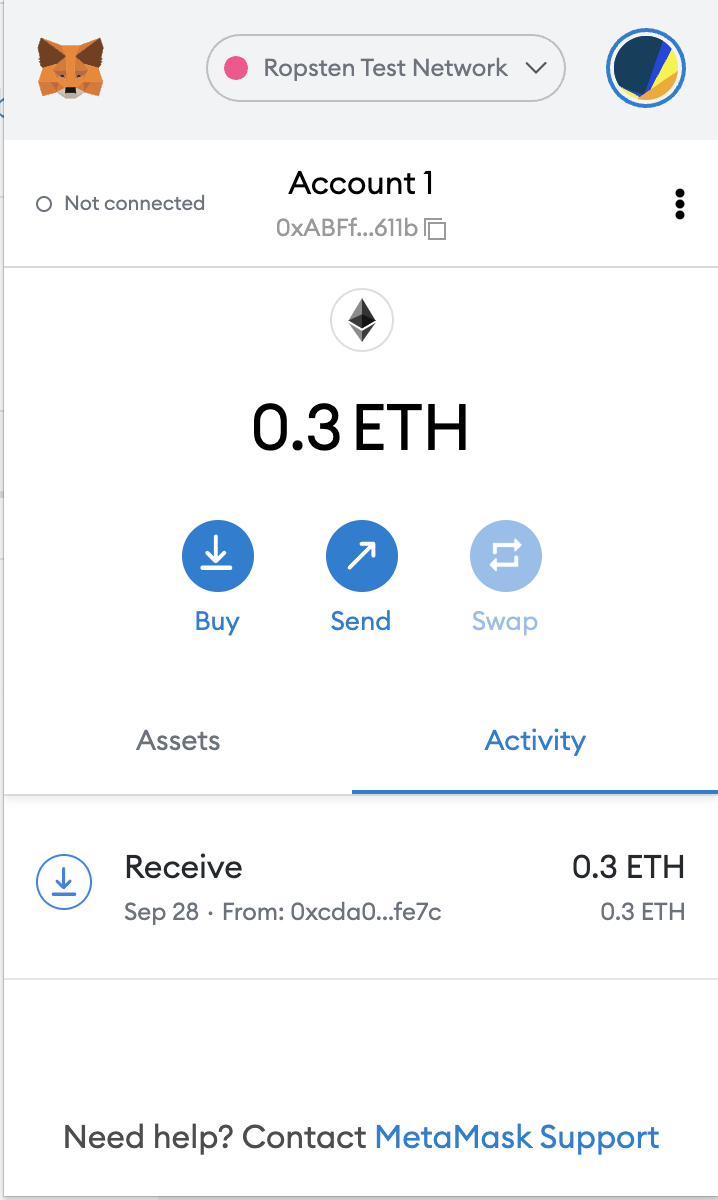 Ropsten Test Network
Not connected
Account 1
0xABFf...611b
0.3 ETH
Buy
Send
Swap
Assets
Activity
Receive
0.3 ETH
Sep 28 · From: 0xcda0...fe7c
0.3 ETH
Need help? Contact MetaMask Support